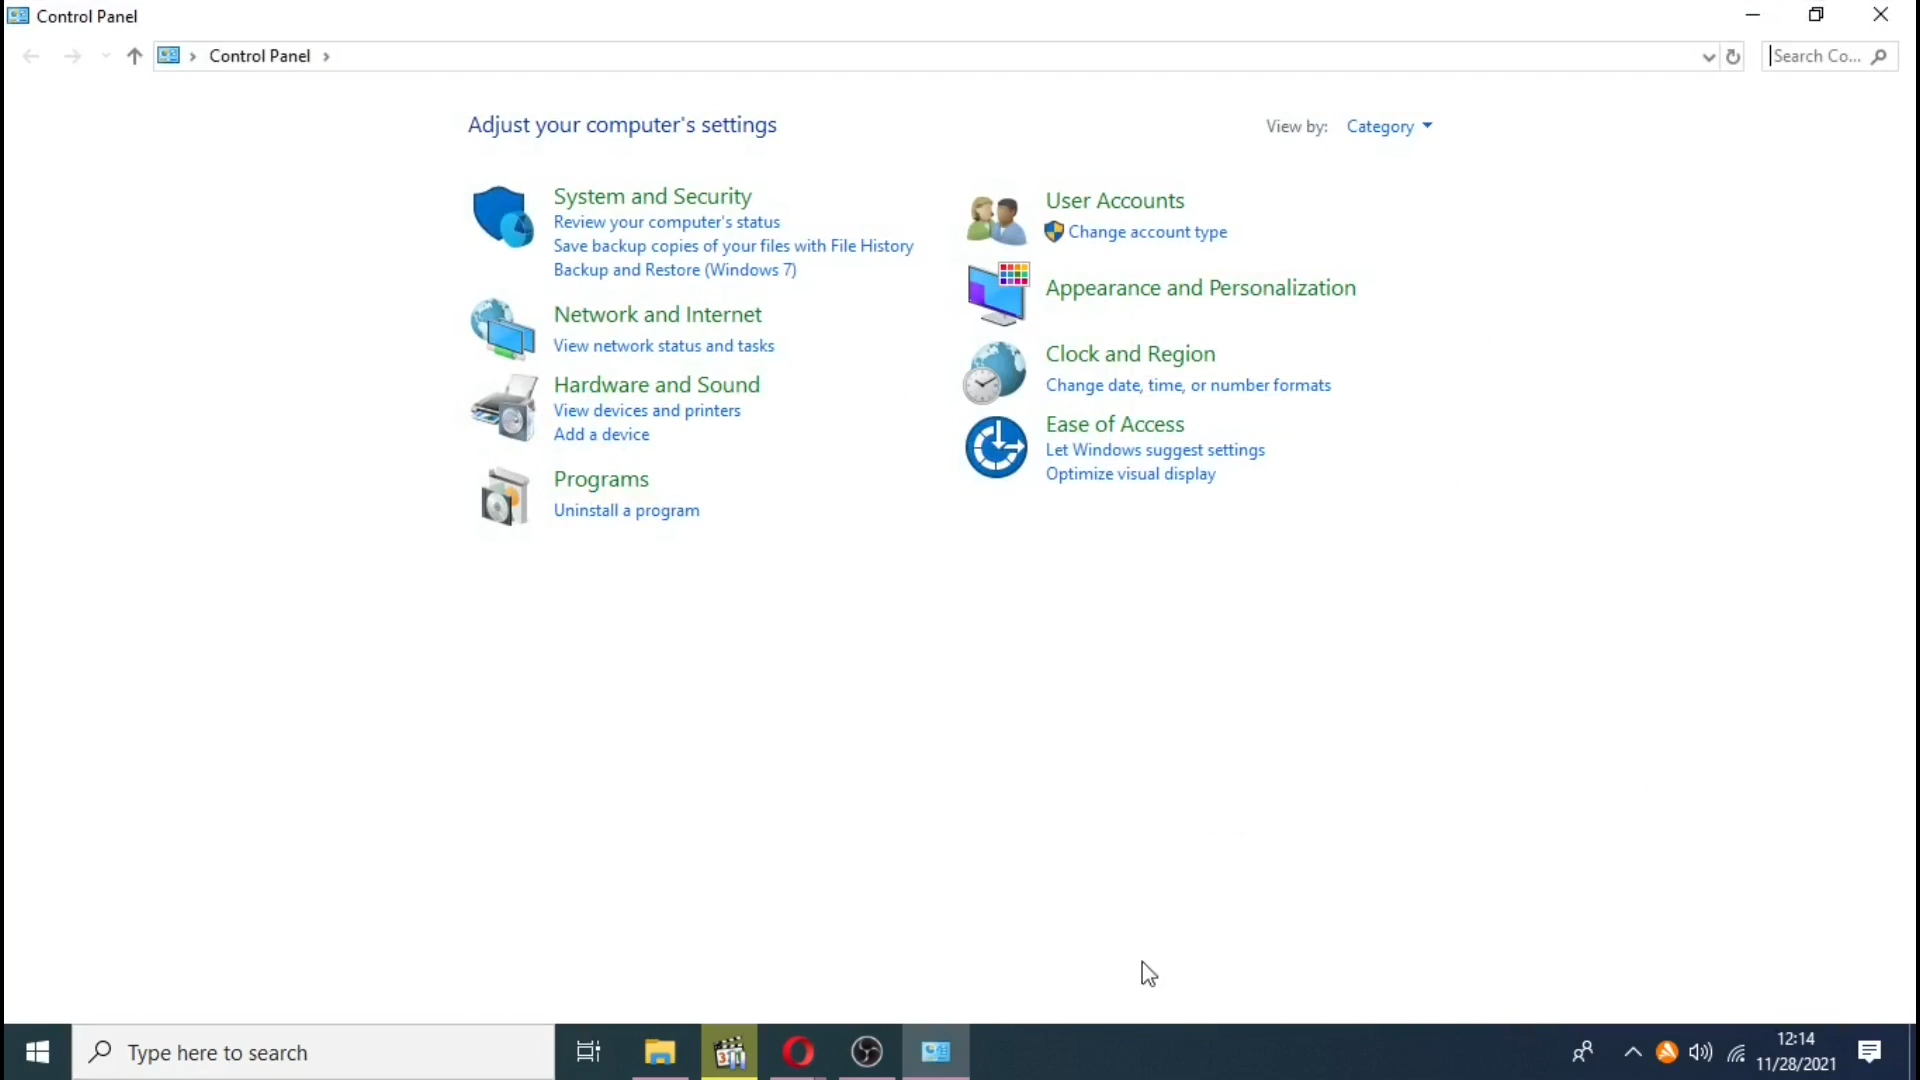 Control Panel
Control Panel
Search Co...
Adjust your computer's settings
View by: Category
System and Security
Review your computer's status
Save backup copies of your files with File History
Backup and Restore (Windows 7)
Network and Internet
View network status and tasks
Hardware and Sound
View devices and printers
Add a device
Programs
Uninstall a program
User Accounts
Change account type
Appearance and Personalization
Clock and Region
Change date, time, or number formats
Ease of Access
Let Windows suggest settings
Optimize visual display
Type here to search
12:14
11/28/2021